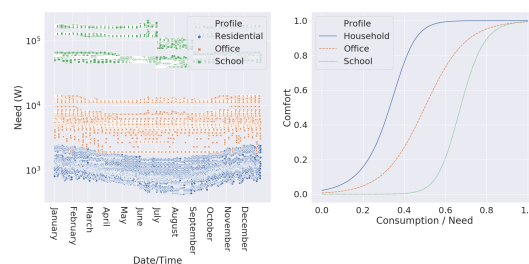 Profile
Residential
Office
School
10^5
10^4
10^3
Need (W)
January
February
March
April
May
June
July
August
September
October
November
December
Date/Time
Profile
Household
Office
School
1.0
0.8
0.6
0.4
0.2
0.0
Comfort
0.0 0.2 0.4 0.6 0.8 1.
Consumption / Need